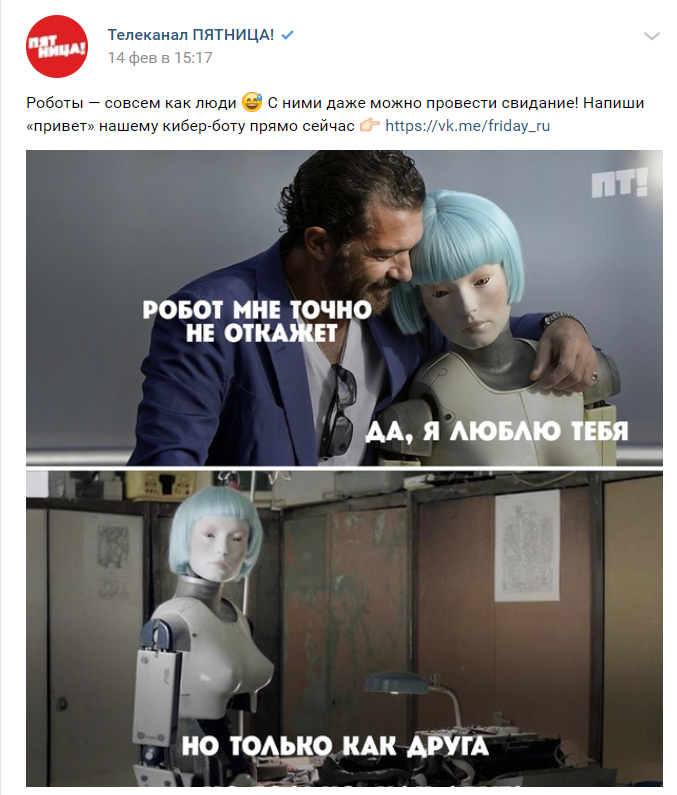 ПЯТ
НИЦА!
Телеканал ПЯТНИЦА!
14 фев в 15:17
Роботы — совсем как люди 😅 С ними даже можно провести свидание! Напиши
«привет» нашему кибер-боту прямо сейчас 👉🏻 https://vk.me/friday_ru
ПТ!
РОБОТ МНЕ ТОЧНО
НЕ ОТКАЖЕТ
ДА, Я ЛЮБЛЮ ТЕБЯ
НО ТОЛЬКО КАК ДРУГА